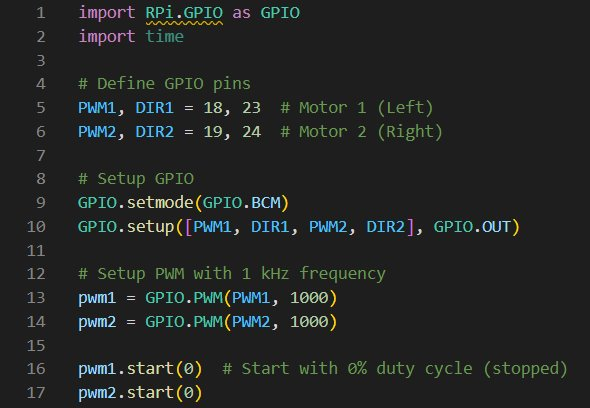 1 import RPi.GPIO as GPIO
2 import time
3
4 # Define GPIO pins
5 PWM1, DIR1 = 18, 23  # Motor 1 (Left)
6 PWM2, DIR2 = 19, 24  # Motor 2 (Right)
7
8 # Setup GPIO
9 GPIO.setmode(GPIO.BCM)
10 GPIO.setup([PWM1, DIR1, PWM2, DIR2], GPIO.OUT)
11
12 # Setup PWM with 1 kHz frequency
13 pwm1 = GPIO.PWM(PWM1, 1000)
14 pwm2 = GPIO.PWM(PWM2, 1000)
15
16 pwm1.start(0)  # Start with 0% duty cycle (stopped)
17 pwm2.start(0)